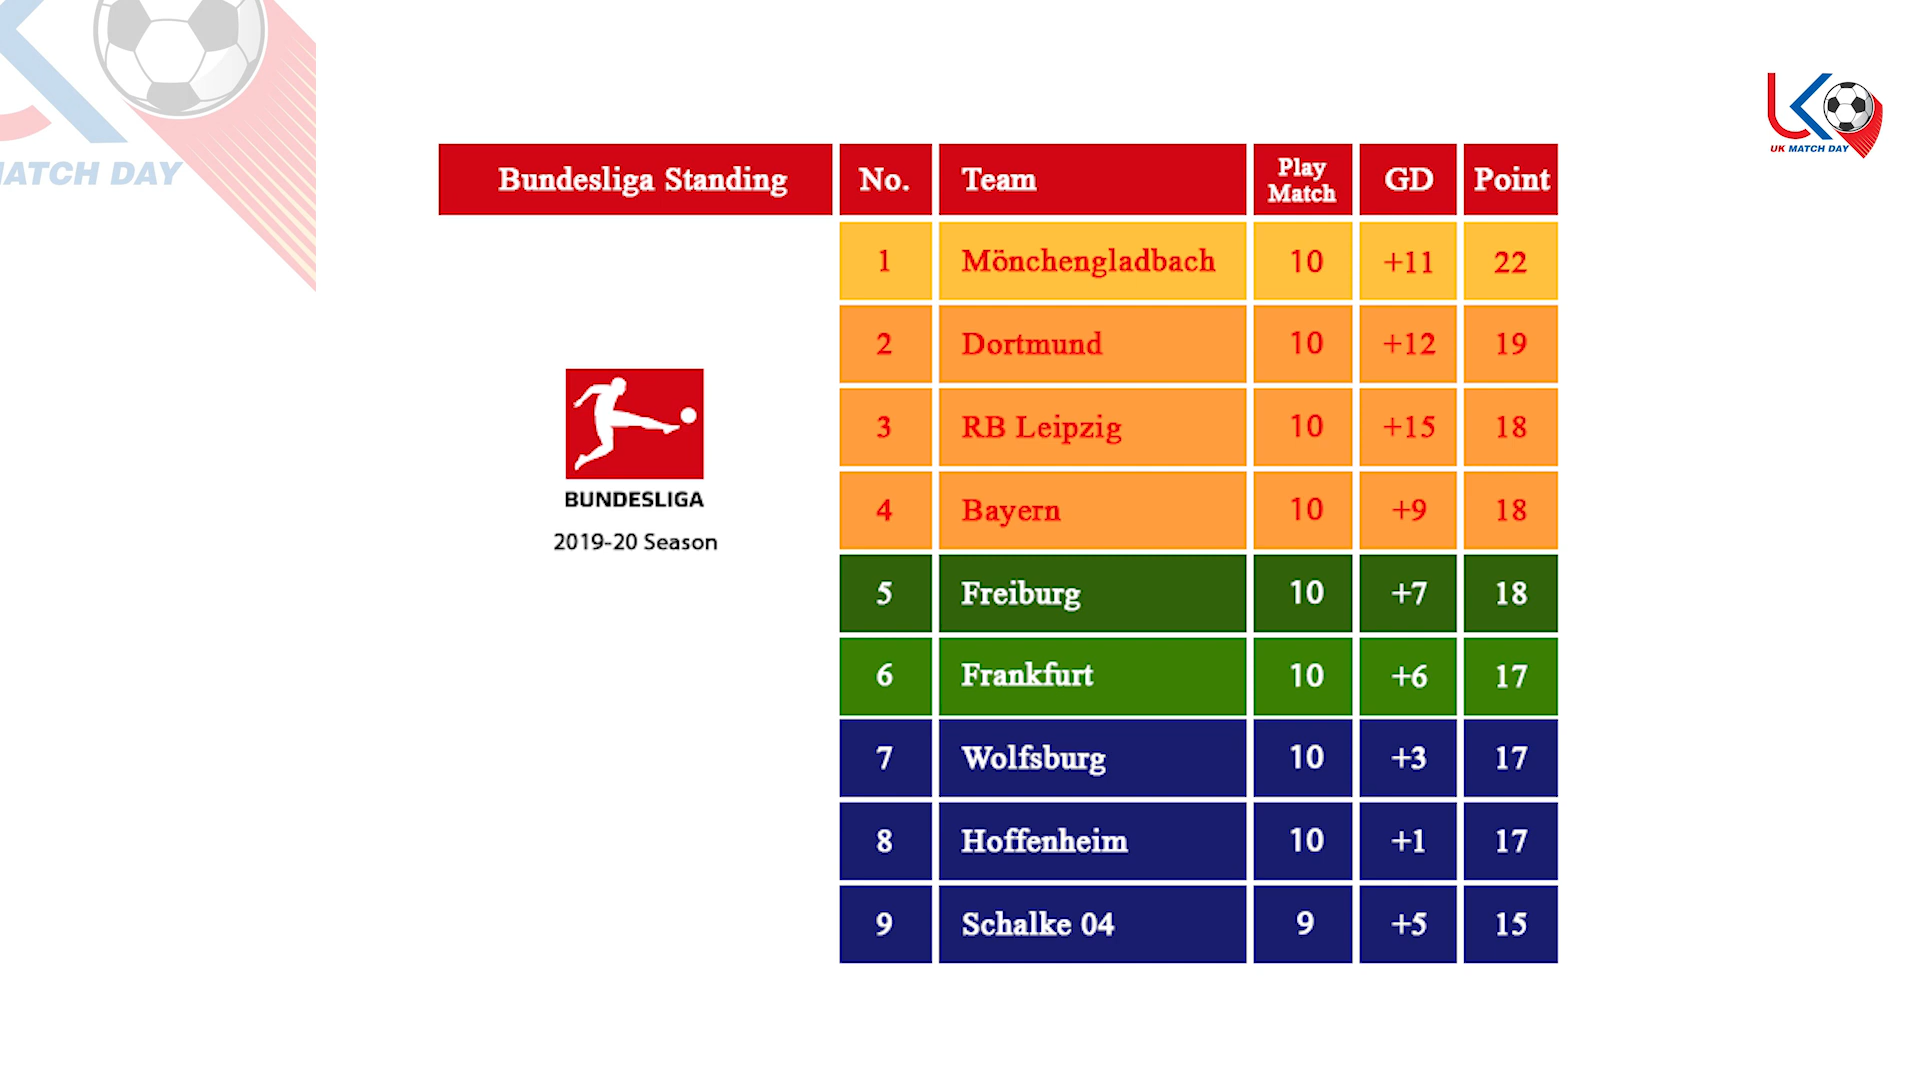 MATCH DAY
UK MATCH DAY
Bundesliga Standing No. Team Play Match GD Point
1 Mönchengladbach 10 +11 22
2 Dortmund 10 +12 19
3 RB Leipzig 10 +15 18
4 Bayern 10 +9 18
5 Freiburg 10 +7 18
6 Frankfurt 10 +6 17
7 Wolfsburg 10 +3 17
8 Hoffenheim 10 +1 17
9 Schalke 04 9 +5 15
BUNDESLIGA
2019-20 Season